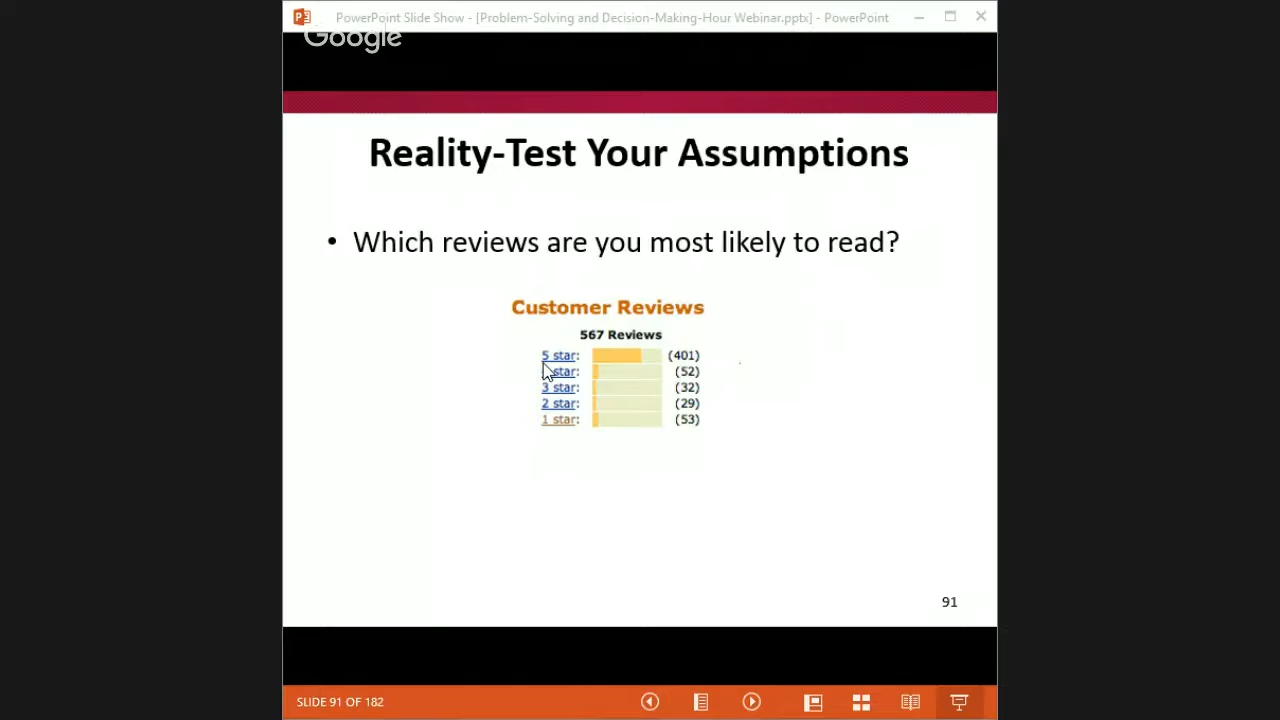 PowerPoint Slide Show - [Problem-Solving and Decision-Making-Hour Webinar.pptx] - PowerPoint
Google
Reality-Test Your Assumptions
• Which reviews are you most likely to read?
Customer Reviews
567 Reviews
5 star: (401)
star: (52)
3 star: (32)
2 star: (29)
1 star: (53)
91
SLIDE 91 OF 182